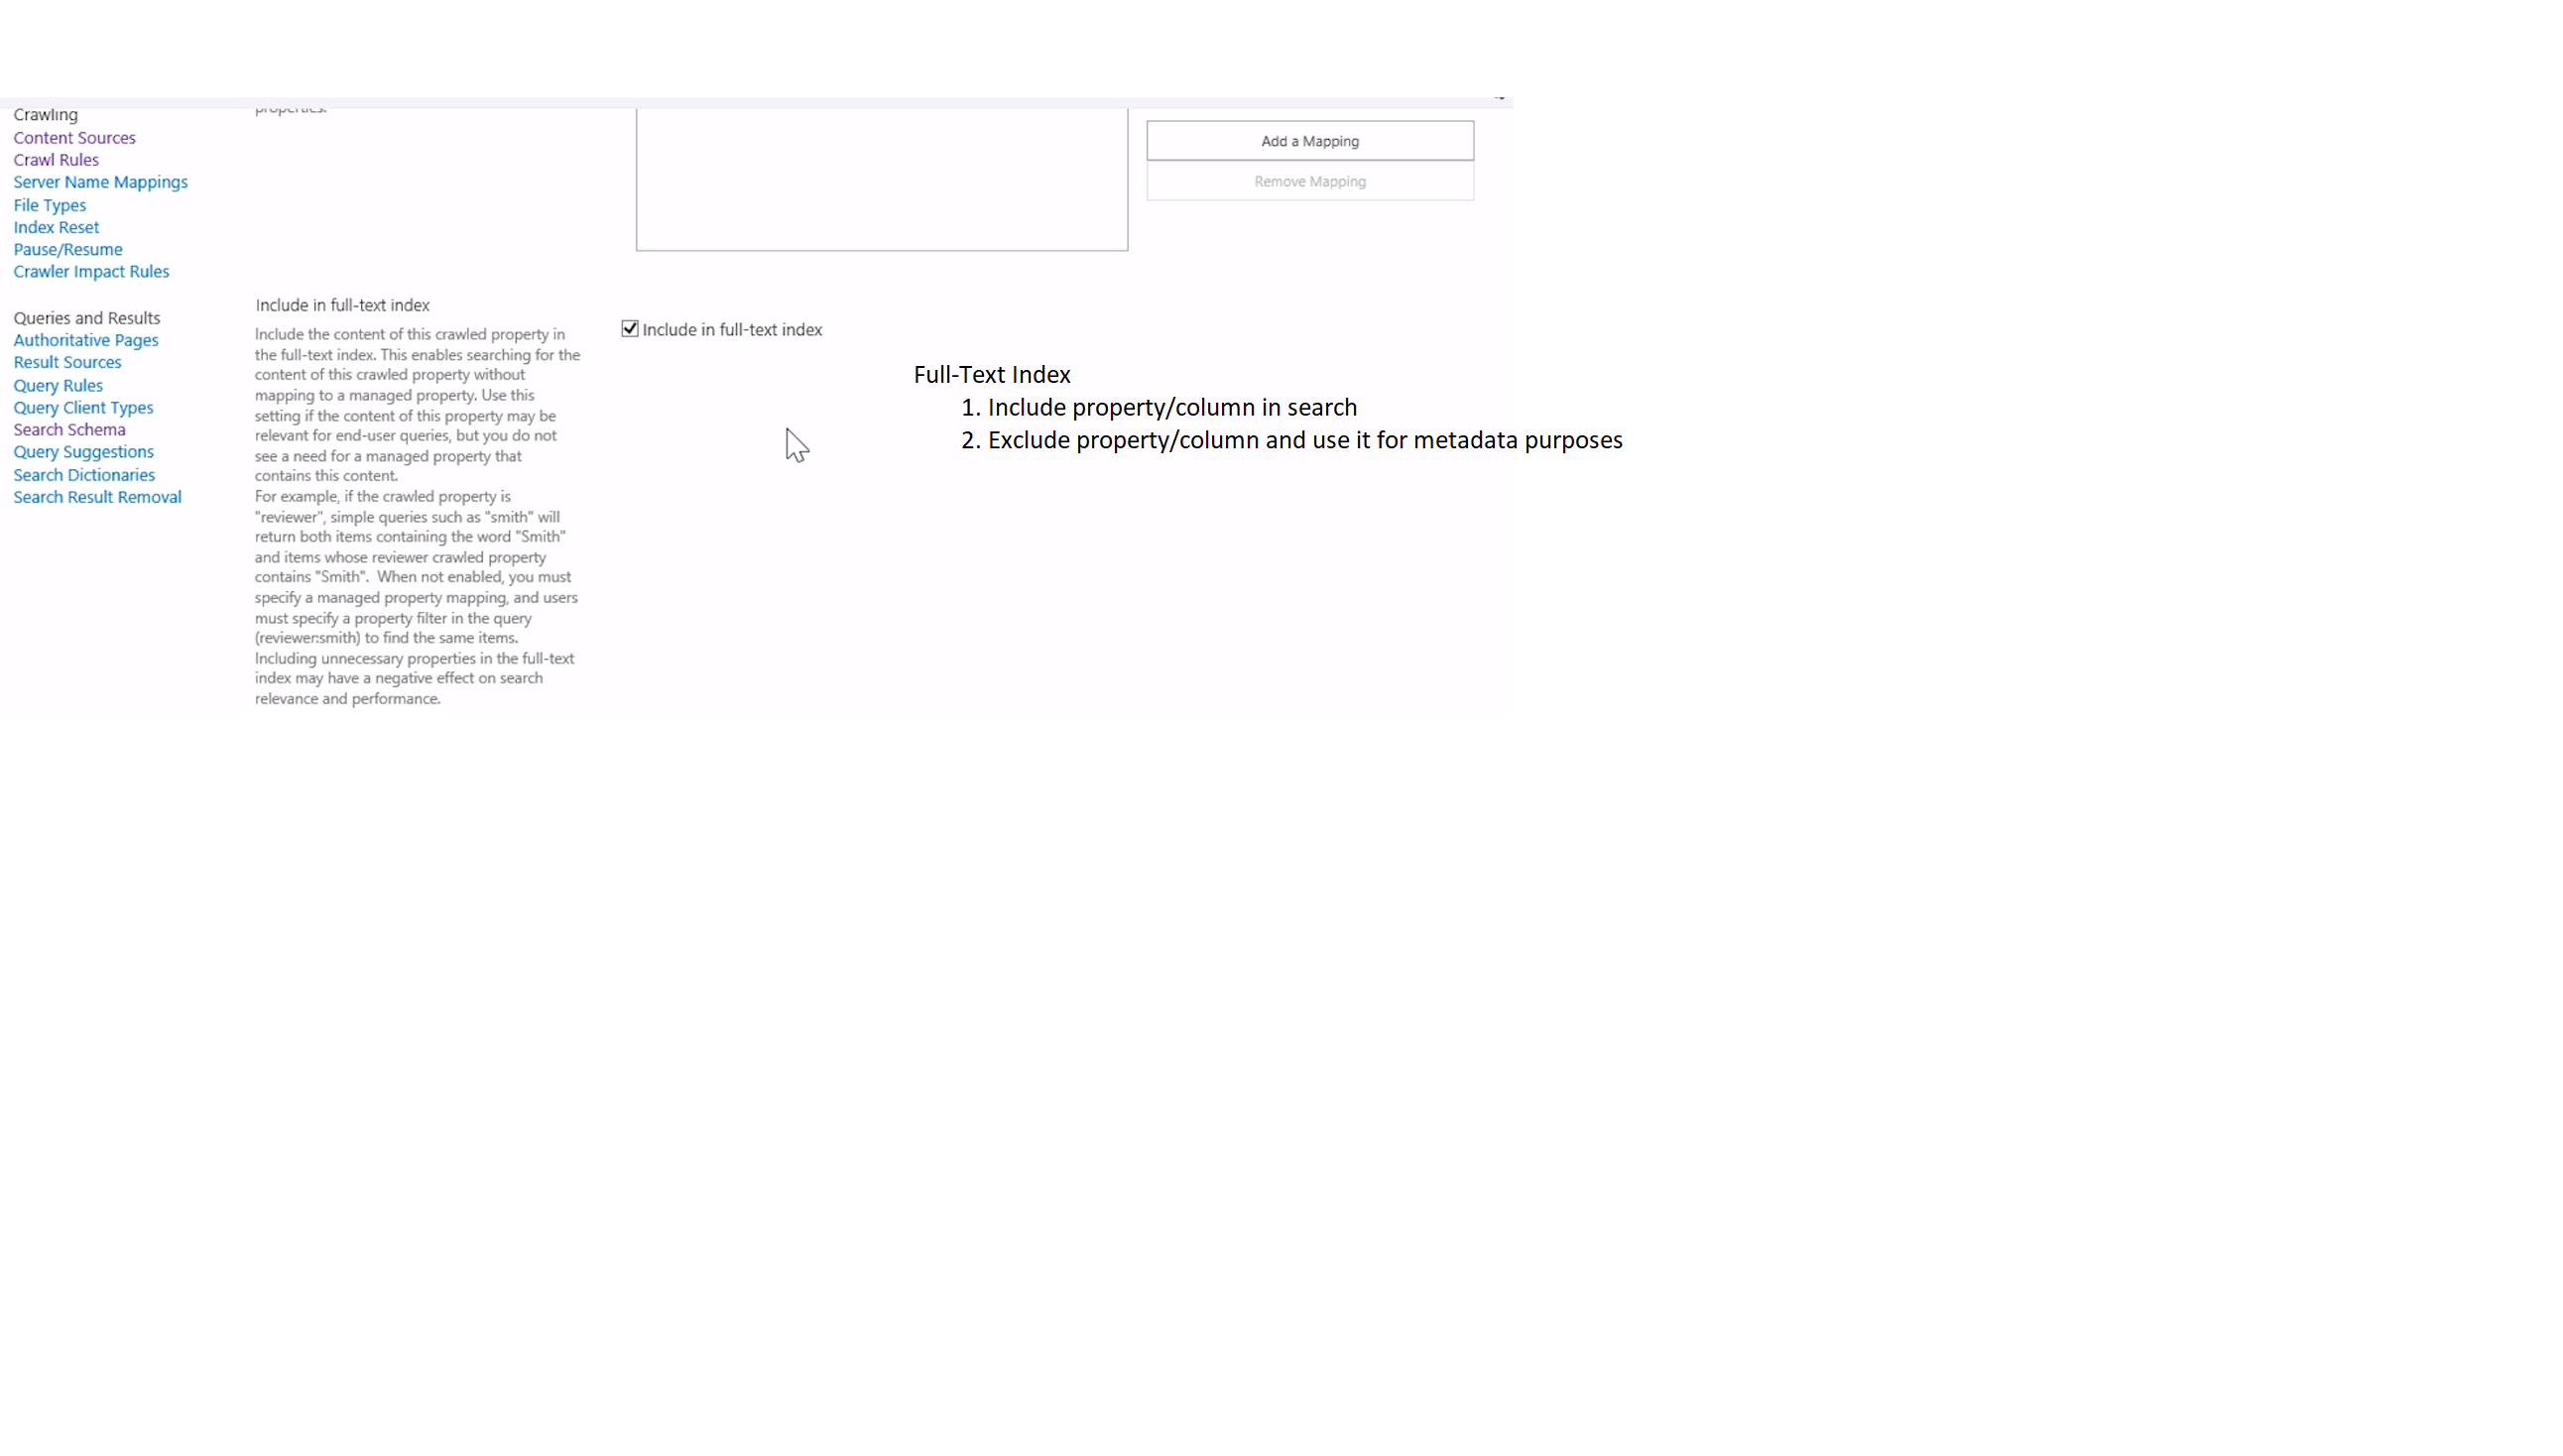 Crawling
Content Sources
Crawl Rules
Server Name Mappings
File Types
Index Reset
Pause/Resume
Crawler Impact Rules
Queries and Results
Authoritative Pages
Result Sources
Query Rules
Query Client Types
Search Schema
Query Suggestions
Search Dictionaries
Search Result Removal
properties.
Add a Mapping
Remove Mapping
Include in full-text index
Include the content of this crawled property in
the full-text index. This enables searching for the
content of this crawled property without
mapping to a managed property. Use this
setting if the content of this property may be
relevant for end-user queries, but you do not
see a need for a managed property that
contains this content.
For example, if the crawled property is
"reviewer", simple queries such as "smith" will
return both items containing the word "Smith"
and items whose reviewer crawled property
contains "Smith".  When not enabled, you must
specify a managed property mapping, and users
must specify a property filter in the query
(reviewer:smith) to find the same items.
Including unnecessary properties in the full-text
index may have a negative effect on search
relevance and performance.
Include in full-text index
Full-Text Index
1. Include property/column in search
2. Exclude property/column and use it for metadata purposes